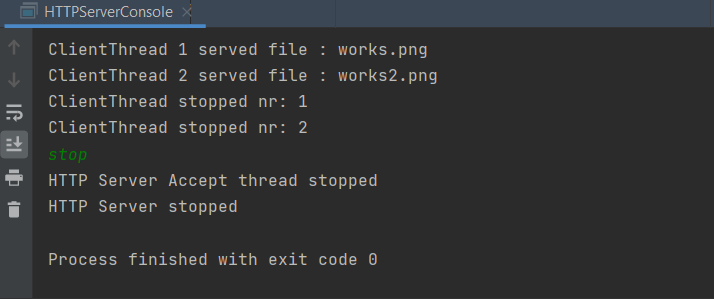 HTTPServerConsole
ClientThread 1 served file : works.png
ClientThread 2 served file : works2.png
ClientThread stopped nr: 1
ClientThread stopped nr: 2
stop
HTTP Server Accept thread stopped
HTTP Server stopped
Process finished with exit code 0